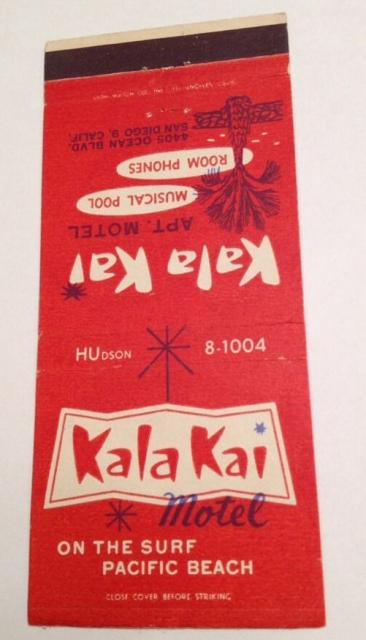 HUDSON 8-1004
Kala Kai
Motel
ON THE SURF
PACIFIC BEACH
CLOSE COVER BEFORE STRIKING
Kala Kai
APT. MOTEL
MUSICAL POOL
ROOM PHONES
4405 OCEAN BLVD.
SAN DIEGO 9, CALIF.